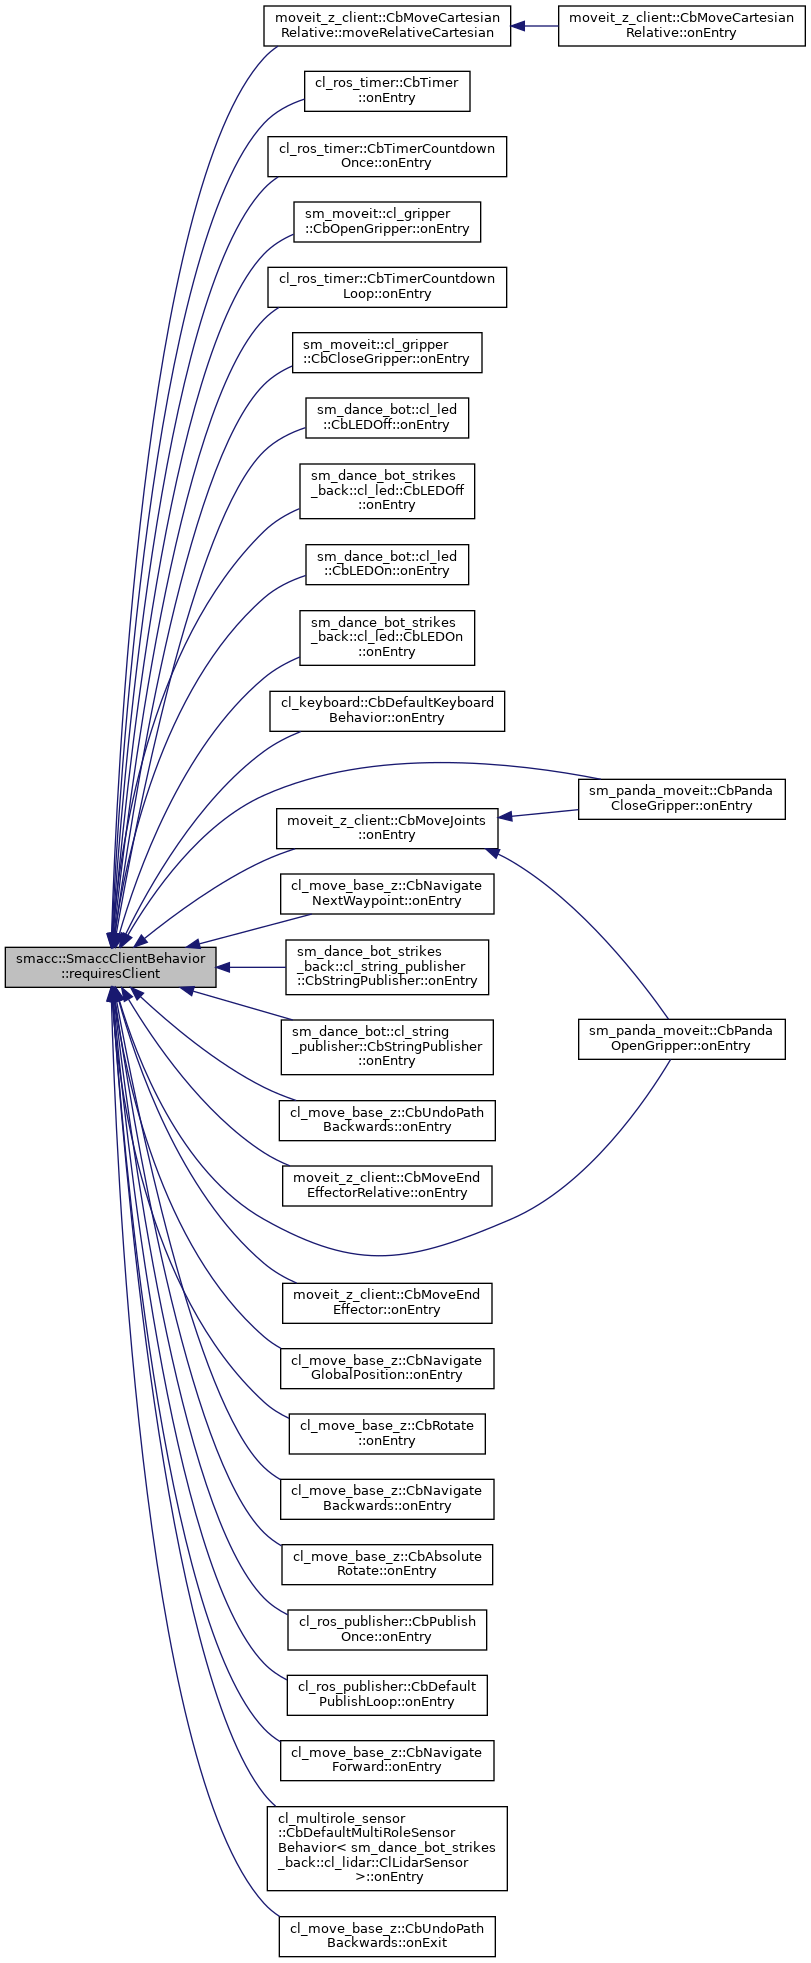 moveit_z_client::CbMoveCartesian
Relative::moveRelativeCartesian
moveit_z_client::CbMoveCartesian
Relative::onEntry
cl_ros_timer::CbTimer
::onEntry
cl_ros_timer::CbTimerCountdown
Once::onEntry
sm_moveit::cl_gripper
::CbOpenGripper::onEntry
cl_ros_timer::CbTimerCountdown
Loop::onEntry
sm_moveit::cl_gripper
::CbCloseGripper::onEntry
sm_dance_bot::cl_led
::CbLEDOff::onEntry
sm_dance_bot_strikes
_back::cl_led::CbLEDOff
::onEntry
sm_dance_bot::cl_led
::CbLEDOn::onEntry
sm_dance_bot_strikes
_back::cl_led::CbLEDOn
::onEntry
cl_keyboard::CbDefaultKeyboard
Behavior::onEntry
sm_panda_moveit::CbPanda
CloseGripper::onEntry
moveit_z_client::CbMoveJoints
::onEntry
cl_move_base_z::CbNavigate
NextWaypoint::onEntry
smacc::SmaccClientBehavior
::requiresClient
sm_dance_bot_strikes
_back::cl_string_publisher
::CbStringPublisher::onEntry
sm_dance_bot::cl_string
_publisher::CbStringPublisher
::onEntry
sm_panda_moveit::CbPanda
OpenGripper::onEntry
cl_move_base_z::CbUndoPath
Backwards::onEntry
moveit_z_client::CbMoveEnd
EffectorRelative::onEntry
moveit_z_client::CbMoveEnd
Effector::onEntry
cl_move_base_z::CbNavigate
GlobalPosition::onEntry
cl_move_base_z::CbRotate
::onEntry
cl_move_base_z::CbNavigate
Backwards::onEntry
cl_move_base_z::CbAbsolute
Rotate::onEntry
cl_ros_publisher::CbPublish
Once::onEntry
cl_ros_publisher::CbDefault
PublishLoop::onEntry
cl_move_base_z::CbNavigate
Forward::onEntry
cl_multirole_sensor
::CbDefaultMultiRoleSensor
Behavior< sm_dance_bot_strikes
_back::cl_lidar::ClLidarSensor
>::onEntry
cl_move_base_z::CbUndoPath
Backwards::onExit